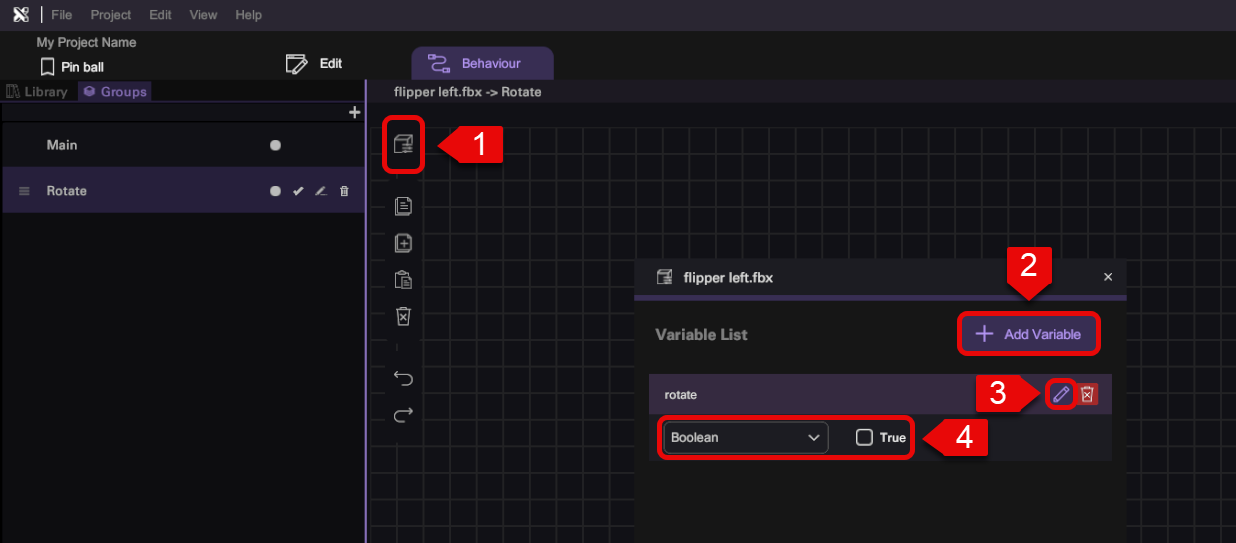 File Project Edit View Help
My Project Name
Pin ball
Edit
Behaviour
Library Groups
flipper left.fbx -> Rotate
Main
Rotate
1
2
flipper left.fbx
Variable List
Add Variable
rotate
3
Boolean
True
4